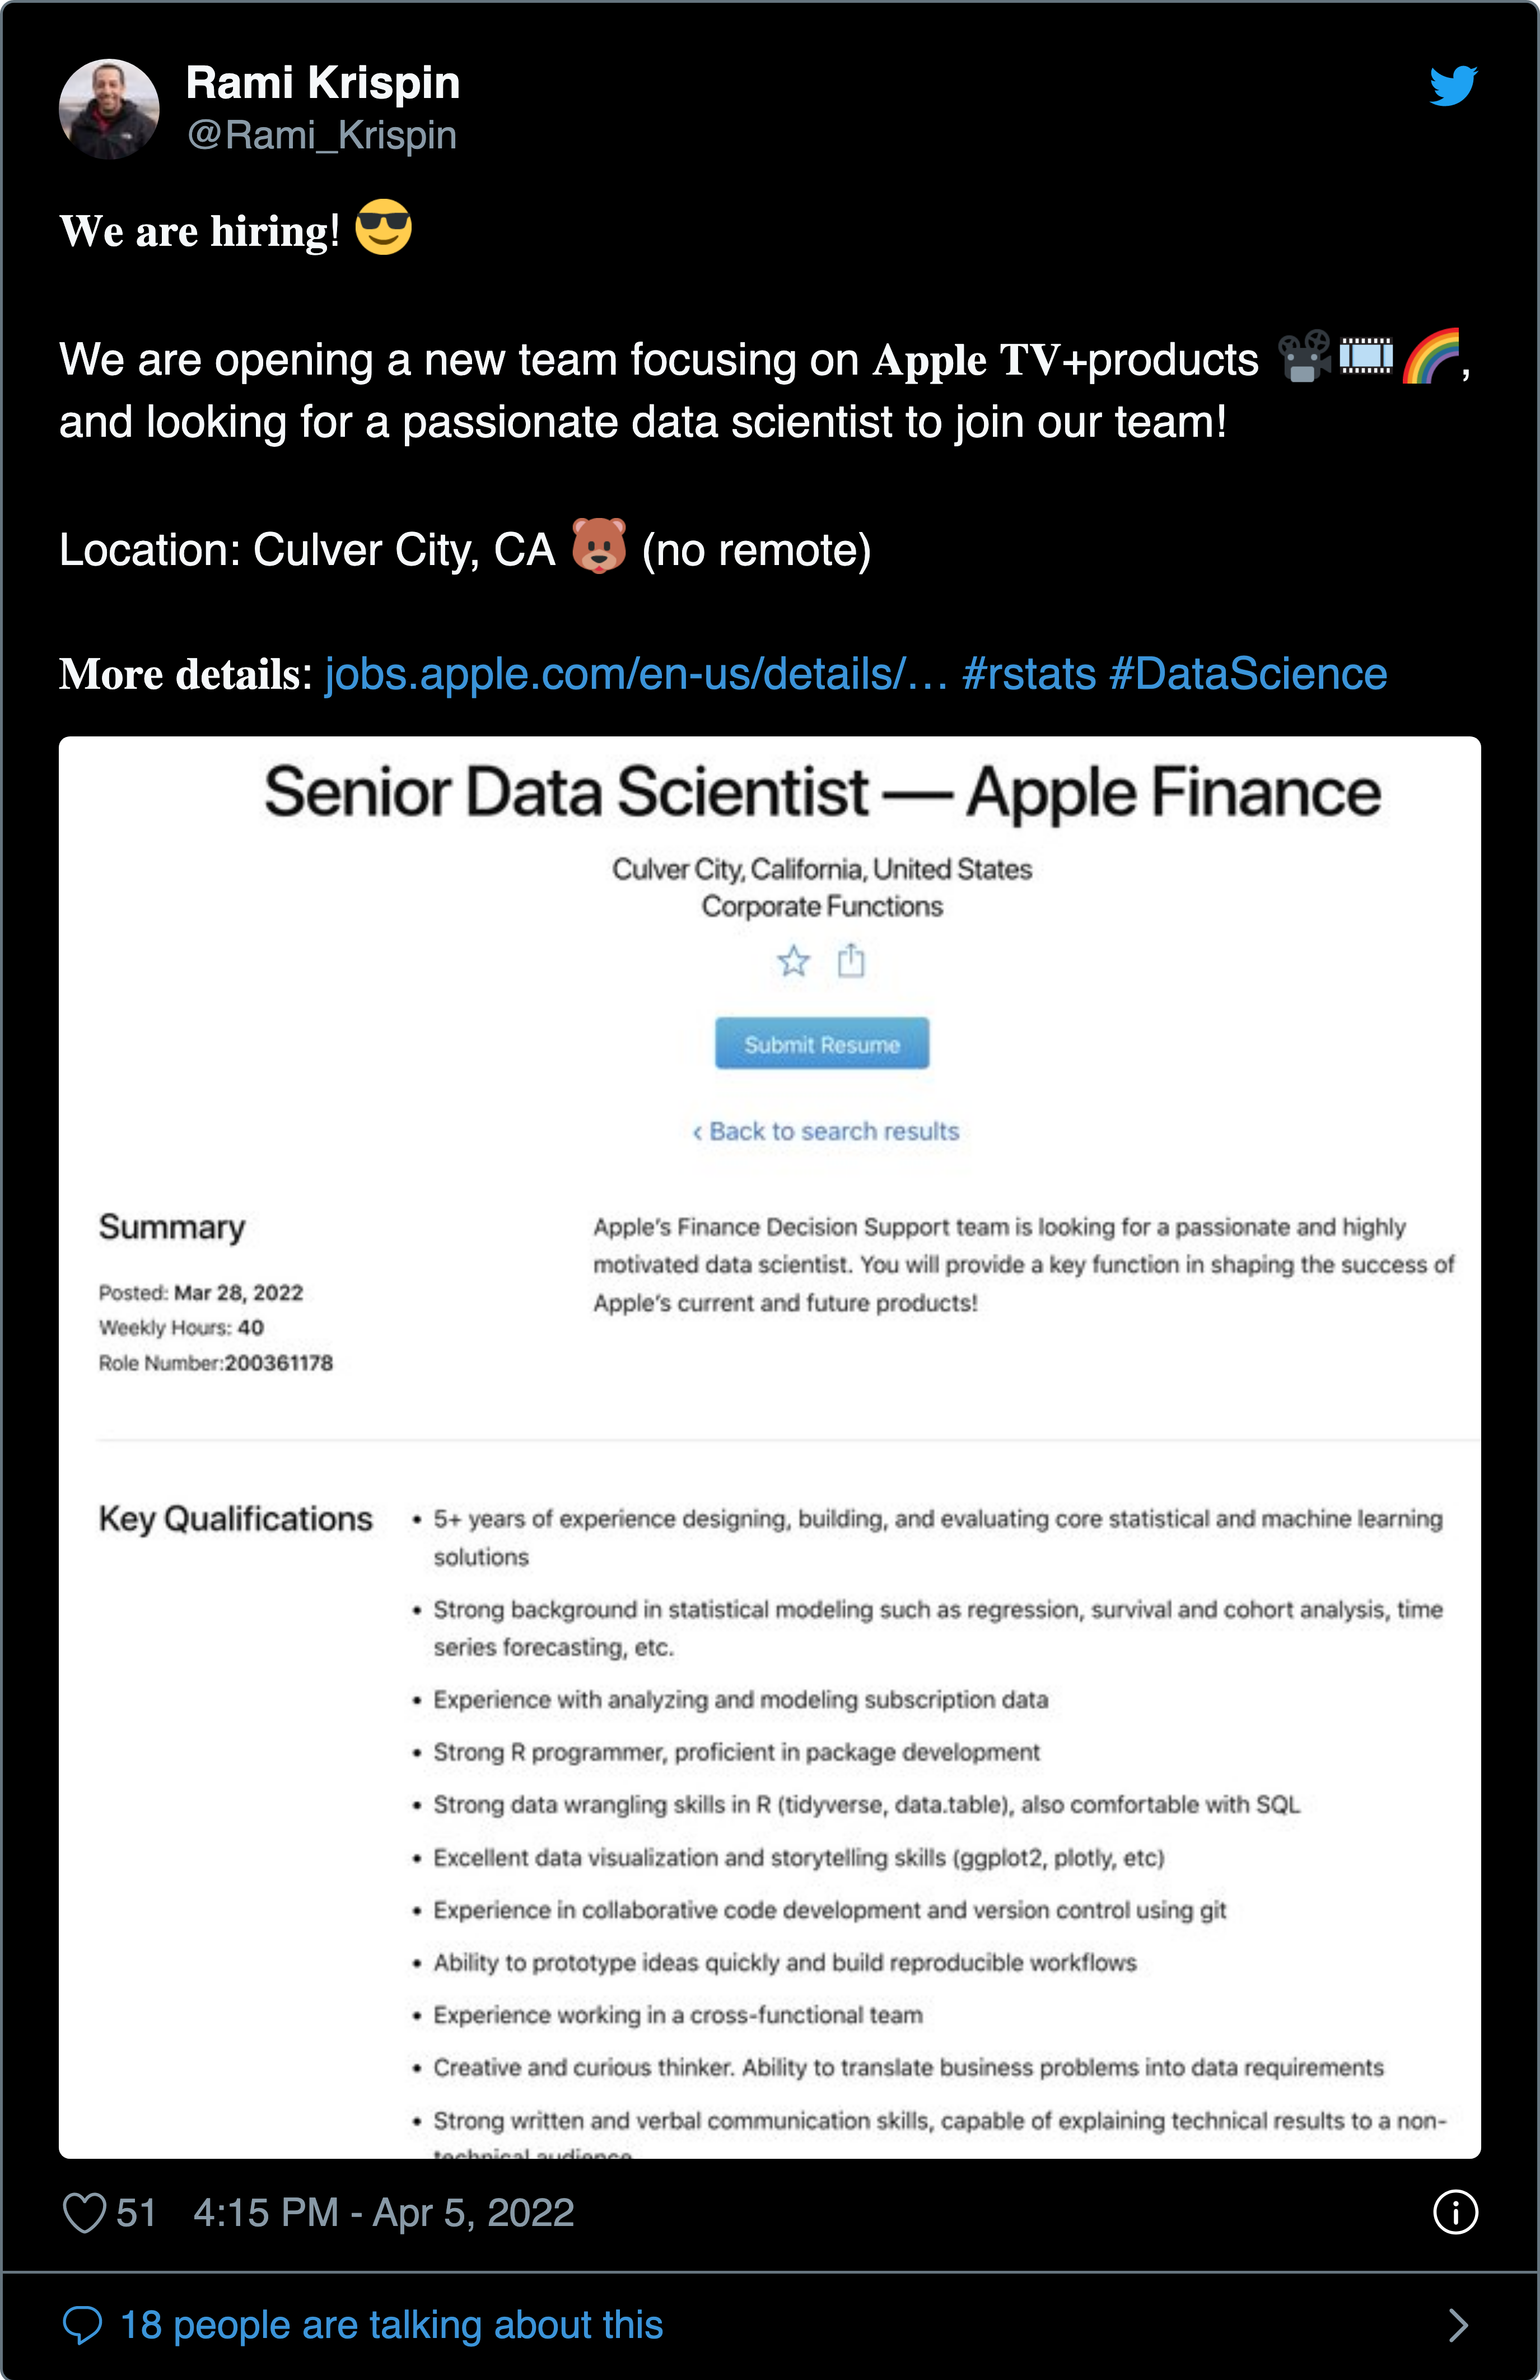 Rami Krispin
@Rami_Krispin
We are hiring! 😎
We are opening a new team focusing on Apple TV+products 🎥🎞🌈,
and looking for a passionate data scientist to join our team!
Location: Culver City, CA 🐻 (no remote)
More details: jobs.apple.com/en-us/details/… #rstats #DataScience
Senior Data Scientist — Apple Finance
Culver City, California, United States
Corporate Functions
Submit Resume
‹ Back to search results
Summary
Posted: Mar 28, 2022
Weekly Hours: 40
Role Number:200361178
Apple's Finance Decision Support team is looking for a passionate and highly
motivated data scientist. You will provide a key function in shaping the success of
Apple's current and future products!
Key Qualifications
• 5+ years of experience designing, building, and evaluating core statistical and machine learning
solutions
• Strong background in statistical modeling such as regression, survival and cohort analysis, time
series forecasting, etc.
• Experience with analyzing and modeling subscription data
• Strong R programmer, proficient in package development
• Strong data wrangling skills in R (tidyverse, data.table), also comfortable with SQL
• Excellent data visualization and storytelling skills (ggplot2, plotly, etc)
• Experience in collaborative code development and version control using git
• Ability to prototype ideas quickly and build reproducible workflows
• Experience working in a cross-functional team
• Creative and curious thinker. Ability to translate business problems into data requirements
• Strong written and verbal communication skills, capable of explaining technical results to a non-
technical audience
51 4:15 PM - Apr 5, 2022
18 people are talking about this